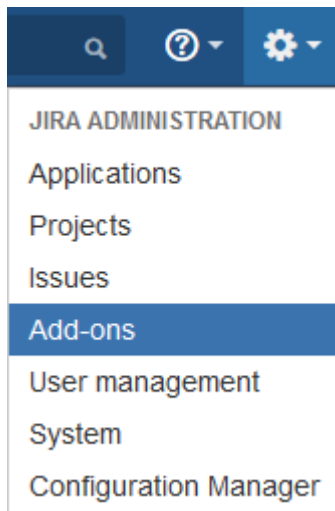 JIRA ADMINISTRATION
Applications
Projects
Issues
Add-ons
User management
System
Configuration Manager